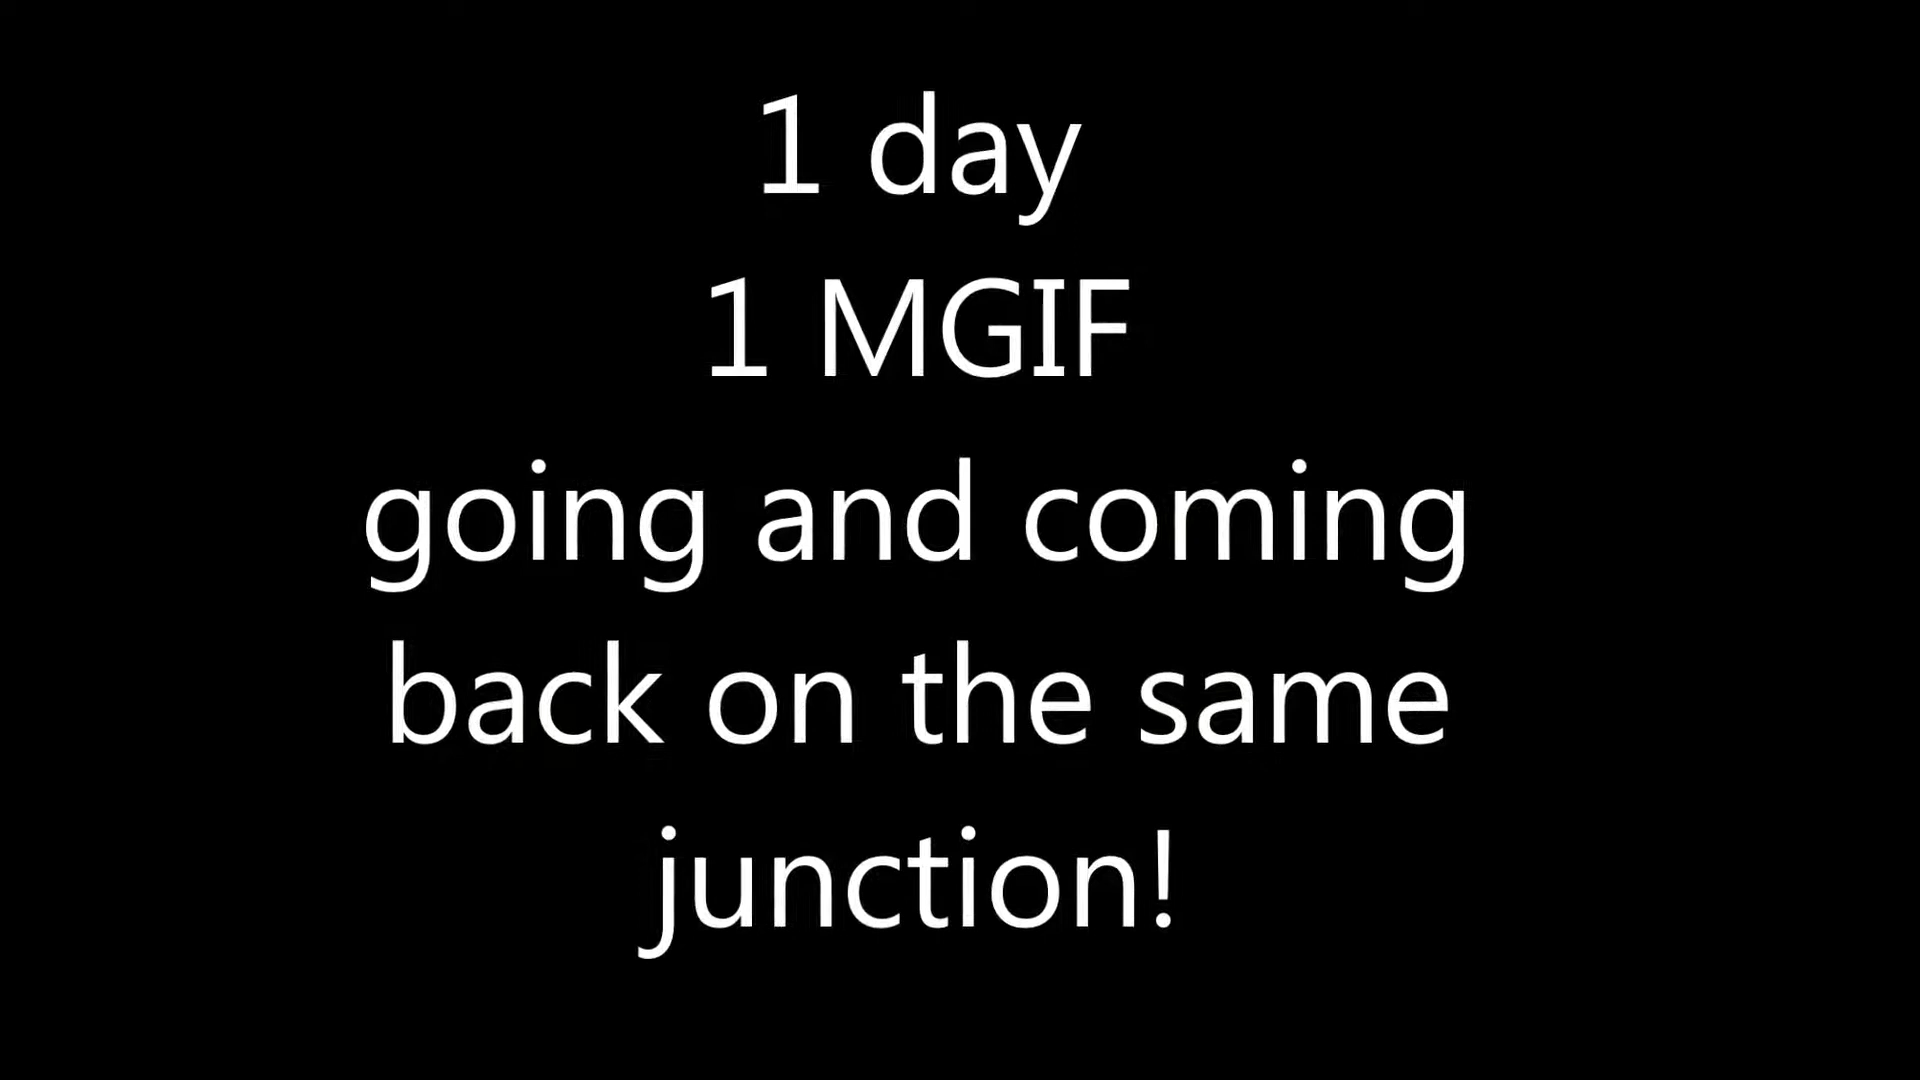 1 day
1 MGIF
going and coming
back on the same
junction!